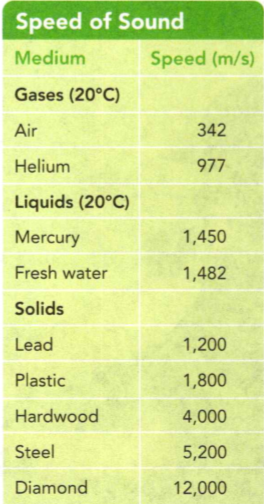 Speed of Sound
Medium Speed (m/s)
Gases (20°C)
Air 342
Helium 977
Liquids (20°C)
Mercury 1,450
Fresh water 1,482
Solids
Lead 1,200
Plastic 1,800
Hardwood 4,000
Steel 5,200
Diamond 12,000